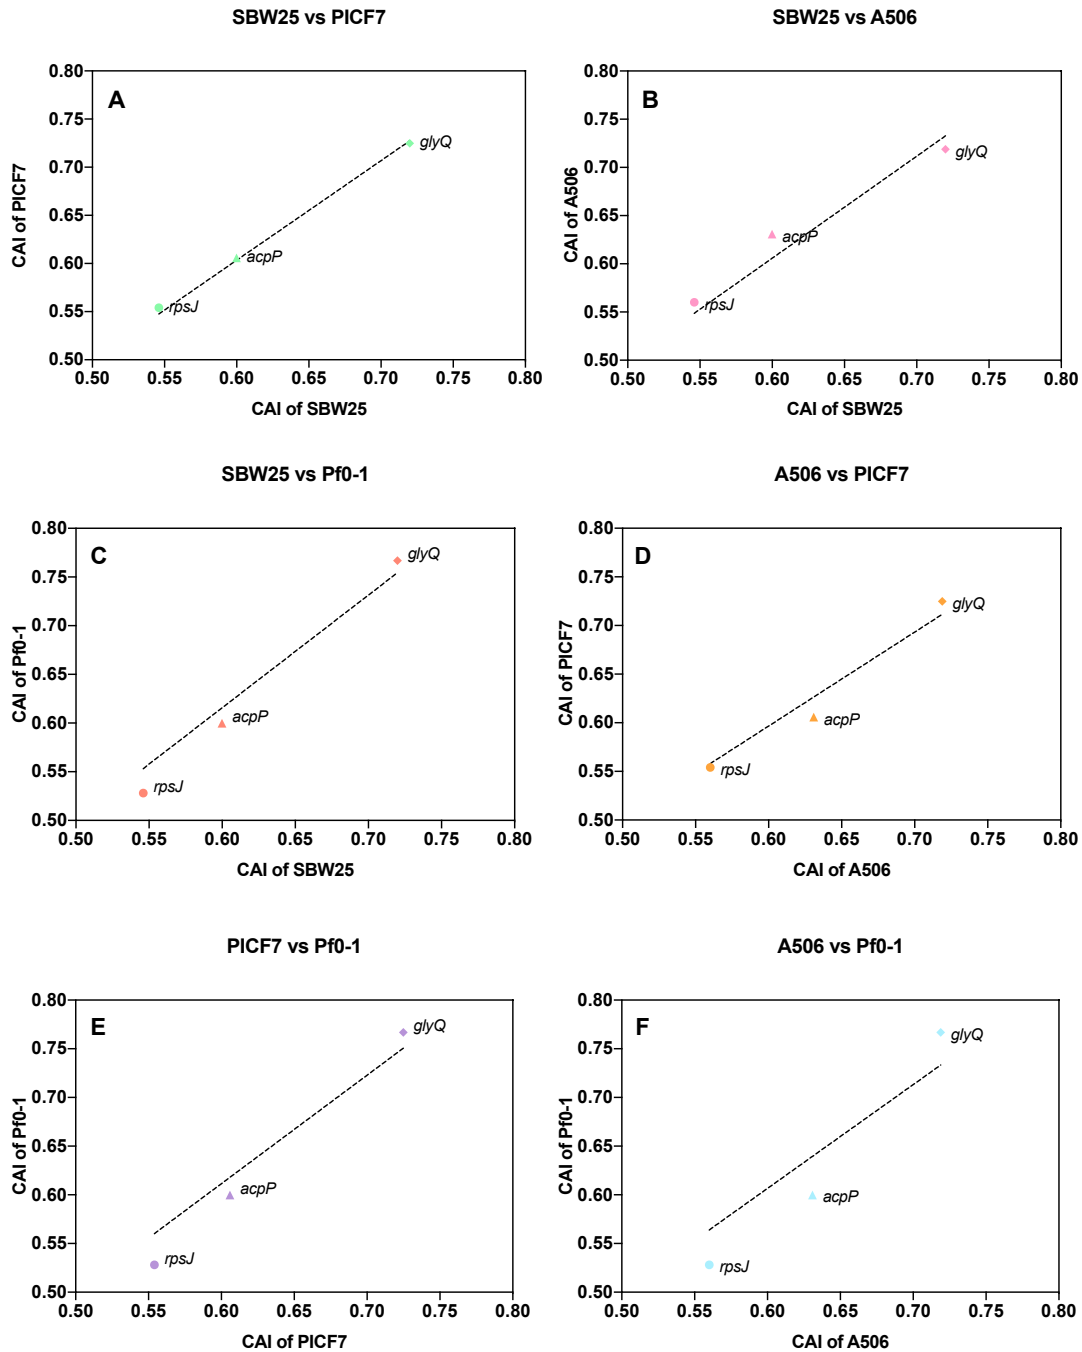 SBW25 vs PICF7
SBW25 vs A506
A
CAI of PICF7
0.80
0.75
0.70
0.65
0.60
0.55
0.50
glyQ
acpP
rpsJ
0.50 0.55 0.60 0.65 0.70 0.75 0.80
CAI of SBW25
B
CAI of A506
0.80
0.75
0.70
0.65
0.60
0.55
0.50
glyQ
acpP
rpsJ
0.50 0.55 0.60 0.65 0.70 0.75 0.80
CAI of SBW25
SBW25 vs Pf0-1
A506 vs PICF7
C
CAI of Pf0-1
0.80
0.75
0.70
0.65
0.60
0.55
0.50
glyQ
acpP
rpsJ
0.50 0.55 0.60 0.65 0.70 0.75 0.80
CAI of SBW25
D
CAI of PICF7
0.80
0.75
0.70
0.65
0.60
0.55
0.50
glyQ
acpP
rpsJ
0.50 0.55 0.60 0.65 0.70 0.75 0.80
CAI of A506
PICF7 vs Pf0-1
A506 vs Pf0-1
E
CAI of Pf0-1
0.80
0.75
0.70
0.65
0.60
0.55
0.50
glyQ
acpP
rpsJ
0.50 0.55 0.60 0.65 0.70 0.75 0.80
CAI of PICF7
F
CAI of Pf0-1
0.80
0.75
0.70
0.65
0.60
0.55
0.50
glyQ
acpP
rpsJ
0.50 0.55 0.60 0.65 0.70 0.75 0.80
CAI of A506